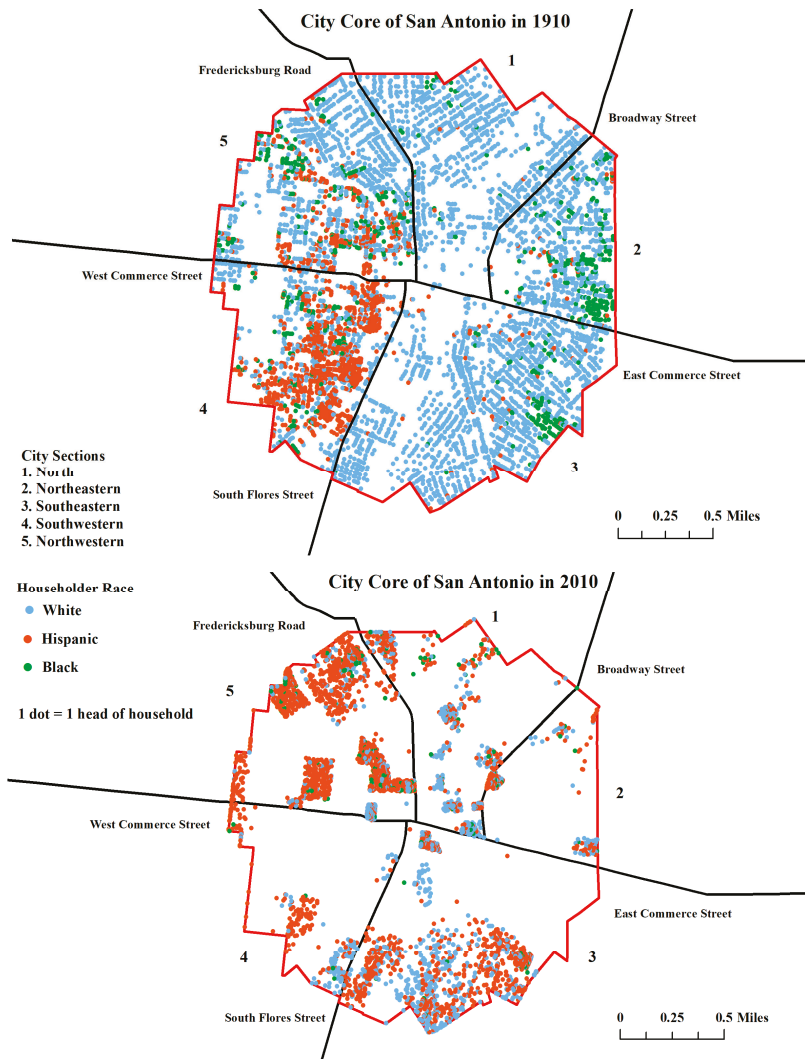 City Core of San Antonio in 1910
1
Fredericksburg Road
Broadway Street
5
2
West Commerce Street
East Commerce Street
4
3
City Sections
1. North
2. Northeastern
3. Southeastern
4. Southwestern
5. Northwestern
South Flores Street
0 0.25 0.5 Miles
City Core of San Antonio in 2010
Householder Race
White
Hispanic
Black
1 dot = 1 head of household
1
Fredericksburg Road
Broadway Street
5
2
West Commerce Street
East Commerce Street
4
3
South Flores Street
0 0.25 0.5 Miles